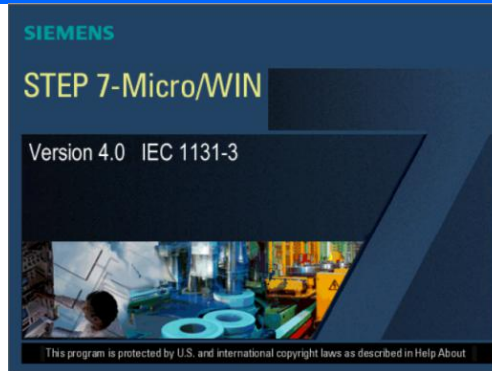 SIEMENS
STEP 7-Micro/WIN
Version 4.0 IEC 1131-3
This program is protected by U.S. and international copyright laws as described in Help About